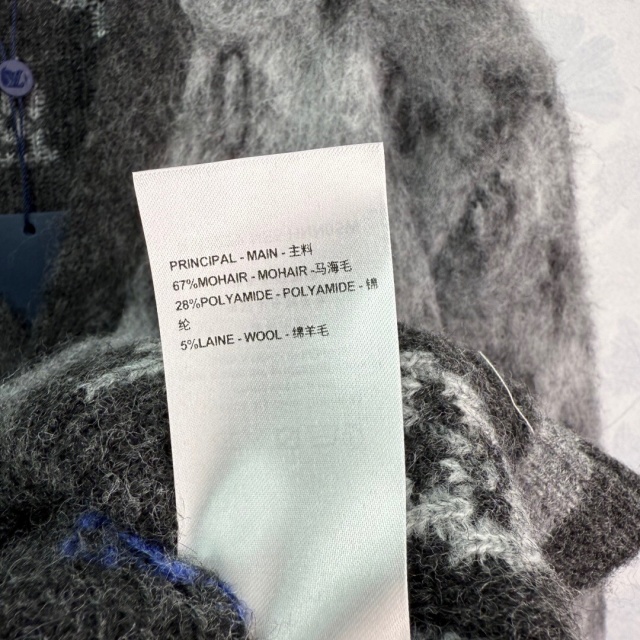 PRINCIPAL - MAIN - 主料
67%MOHAIR - MOHAIR -马海毛
28%POLYAMIDE - POLYAMIDE - 锦
纶
5%LAINE - WOOL - 绵羊毛